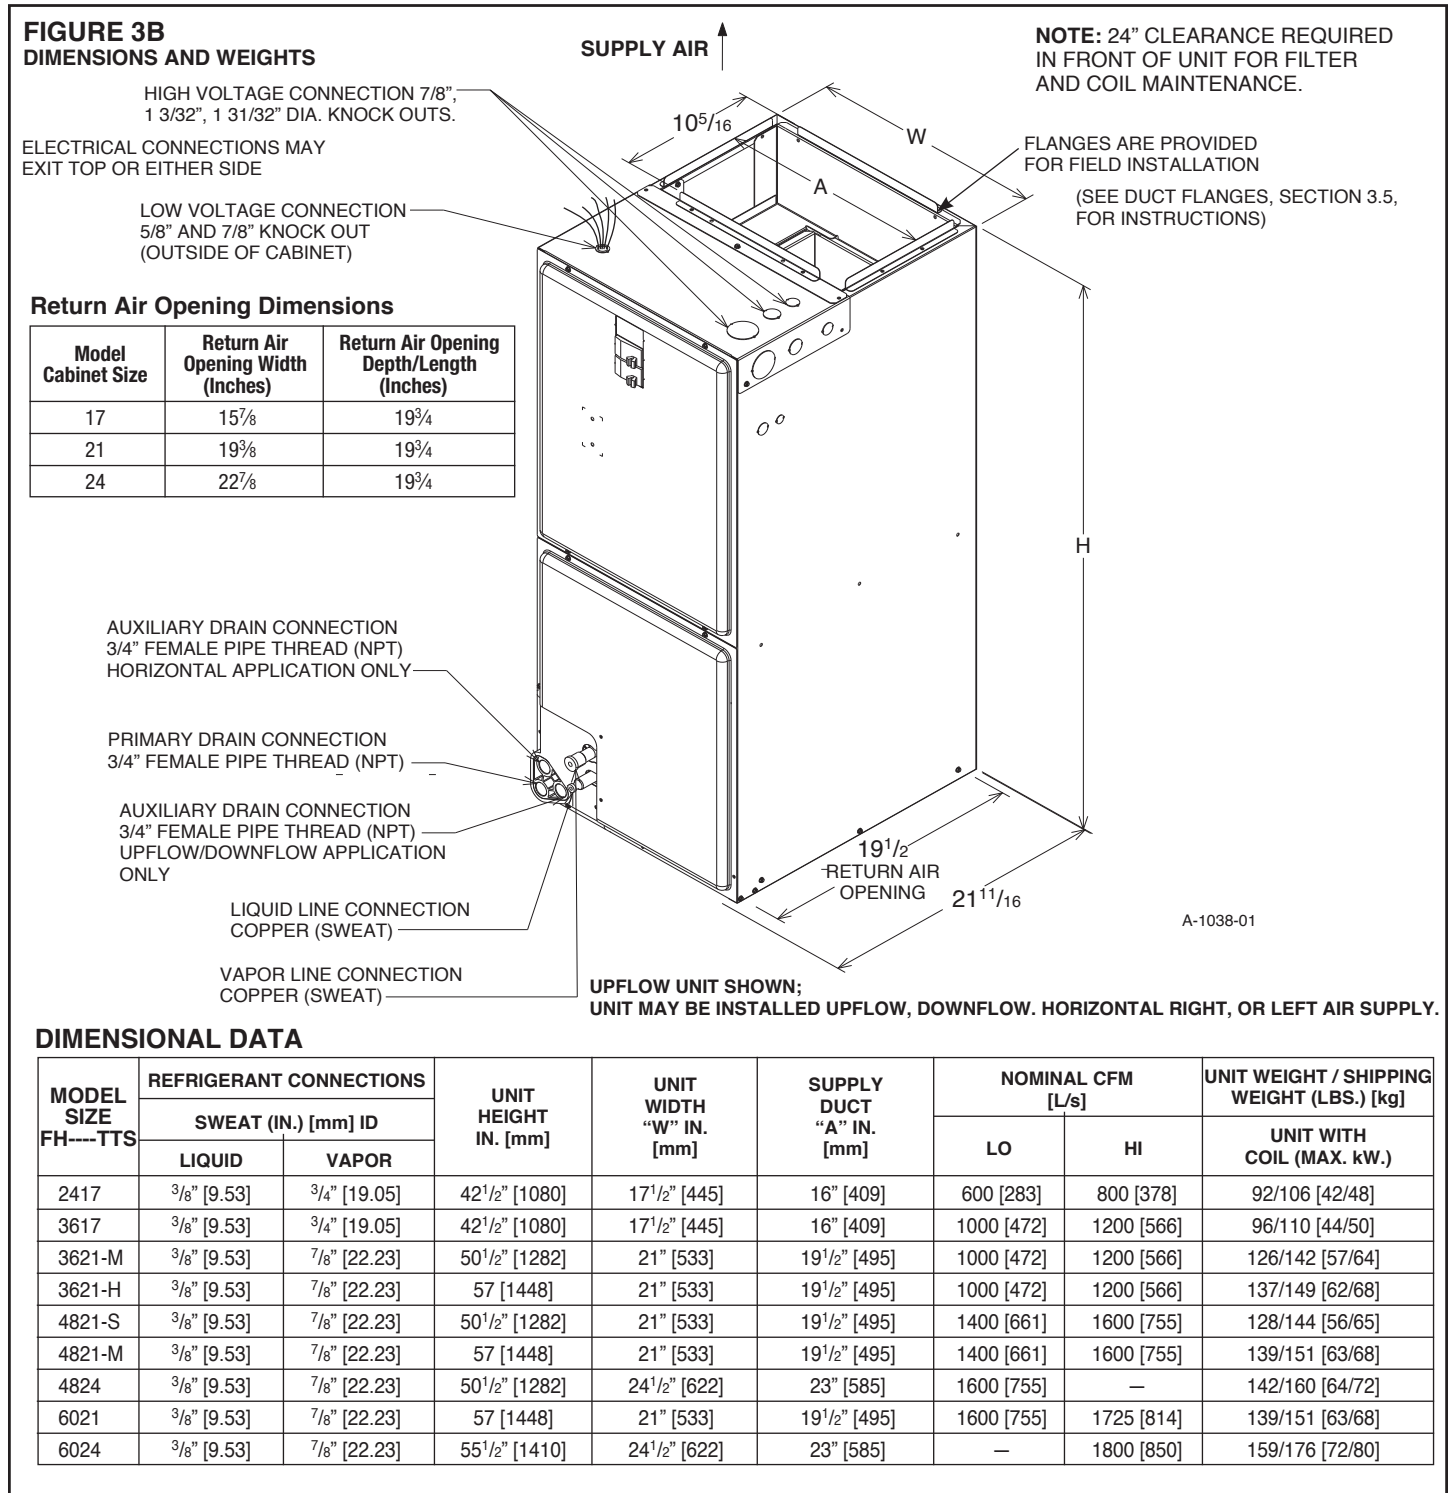 FIGURE 3B
DIMENSIONS AND WEIGHTS
SUPPLY AIR
NOTE: 24” CLEARANCE REQUIRED
IN FRONT OF UNIT FOR FILTER
AND COIL MAINTENANCE.
HIGH VOLTAGE CONNECTION 7/8”,
1 3/32”, 1 31/32” DIA. KNOCK OUTS.
ELECTRICAL CONNECTIONS MAY
EXIT TOP OR EITHER SIDE
LOW VOLTAGE CONNECTION
5/8” AND 7/8” KNOCK OUT
(OUTSIDE OF CABINET)
10 5/16
W
A
FLANGES ARE PROVIDED
FOR FIELD INSTALLATION
(SEE DUCT FLANGES, SECTION 3.5,
FOR INSTRUCTIONS)
Return Air Opening Dimensions
Model Cabinet Size | Return Air Opening Width (Inches) | Return Air Opening Depth/Length (Inches)
17 | 15 7/8 | 19 3/4
21 | 19 3/8 | 19 3/4
24 | 22 7/8 | 19 3/4
H
AUXILIARY DRAIN CONNECTION
3/4” FEMALE PIPE THREAD (NPT)
HORIZONTAL APPLICATION ONLY
PRIMARY DRAIN CONNECTION
3/4” FEMALE PIPE THREAD (NPT)
AUXILIARY DRAIN CONNECTION
3/4” FEMALE PIPE THREAD (NPT)
UPFLOW/DOWNFLOW APPLICATION
ONLY
LIQUID LINE CONNECTION
COPPER (SWEAT)
VAPOR LINE CONNECTION
COPPER (SWEAT)
19 1/2
RETURN AIR
OPENING
21 11/16
A-1038-01
UPFLOW UNIT SHOWN;
UNIT MAY BE INSTALLED UPFLOW, DOWNFLOW. HORIZONTAL RIGHT, OR LEFT AIR SUPPLY.
DIMENSIONAL DATA
MODEL SIZE FH----TTS | REFRIGERANT CONNECTIONS SWEAT (IN.) [mm] ID LIQUID | VAPOR | UNIT HEIGHT IN. [mm] | UNIT WIDTH “W” IN. [mm] | SUPPLY DUCT “A” IN. [mm] | NOMINAL CFM [L/s] LO | HI | UNIT WEIGHT / SHIPPING WEIGHT (LBS.) [kg] UNIT WITH COIL (MAX. kW.)
2417 | 3/8” [9.53] | 3/4” [19.05] | 42 1/2” [1080] | 17 1/2” [445] | 16” [409] | 600 [283] | 800 [378] | 92/106 [42/48]
3617 | 3/8” [9.53] | 3/4” [19.05] | 42 1/2” [1080] | 17 1/2” [445] | 16” [409] | 1000 [472] | 1200 [566] | 96/110 [44/50]
3621-M | 3/8” [9.53] | 7/8” [22.23] | 50 1/2” [1282] | 21” [533] | 19 1/2” [495] | 1000 [472] | 1200 [566] | 126/142 [57/64]
3621-H | 3/8” [9.53] | 7/8” [22.23] | 57 [1448] | 21” [533] | 19 1/2” [495] | 1000 [472] | 1200 [566] | 137/149 [62/68]
4821-S | 3/8” [9.53] | 7/8” [22.23] | 50 1/2” [1282] | 21” [533] | 19 1/2” [495] | 1400 [661] | 1600 [755] | 128/144 [56/65]
4821-M | 3/8” [9.53] | 7/8” [22.23] | 57 [1448] | 21” [533] | 19 1/2” [495] | 1400 [661] | 1600 [755] | 139/151 [63/68]
4824 | 3/8” [9.53] | 7/8” [22.23] | 50 1/2” [1282] | 24 1/2” [622] | 23” [585] | 1600 [755] | — | 142/160 [64/72]
6021 | 3/8” [9.53] | 7/8” [22.23] | 57 [1448] | 21” [533] | 19 1/2” [495] | 1600 [755] | 1725 [814] | 139/151 [63/68]
6024 | 3/8” [9.53] | 7/8” [22.23] | 55 1/2” [1410] | 24 1/2” [622] | 23” [585] | — | 1800 [850] | 159/176 [72/80]